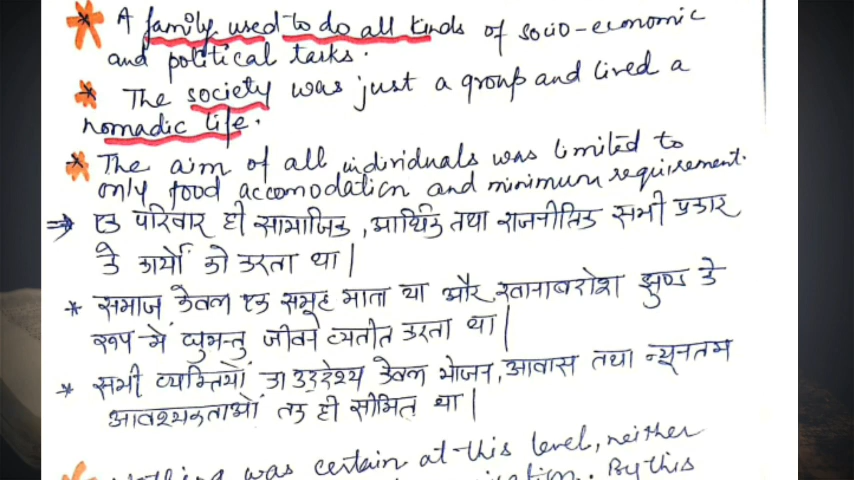 A family used to do all kinds of socio-economic
and political tasks.
The society was just a group and lived a
nomadic life.
The aim of all individuals was limited to
only food accomodation and minimum requirement.
⇒ एक परिवार ही सामाजिक, आर्थिक तथा राजनीतिक सभी प्रकार
के कार्यों को करता था|
* समाज केवल एक समूह मात्र था और खानाबदोश झुण्ड के
रूप में घुमन्तु जीवन व्यतीत करता था|
* सभी व्यक्तियों का उद्देश्य केवल भोजन, आवास तथा न्यूनतम
आवश्यकताओं तक ही सीमित था|
was certain at this level, neither
By this